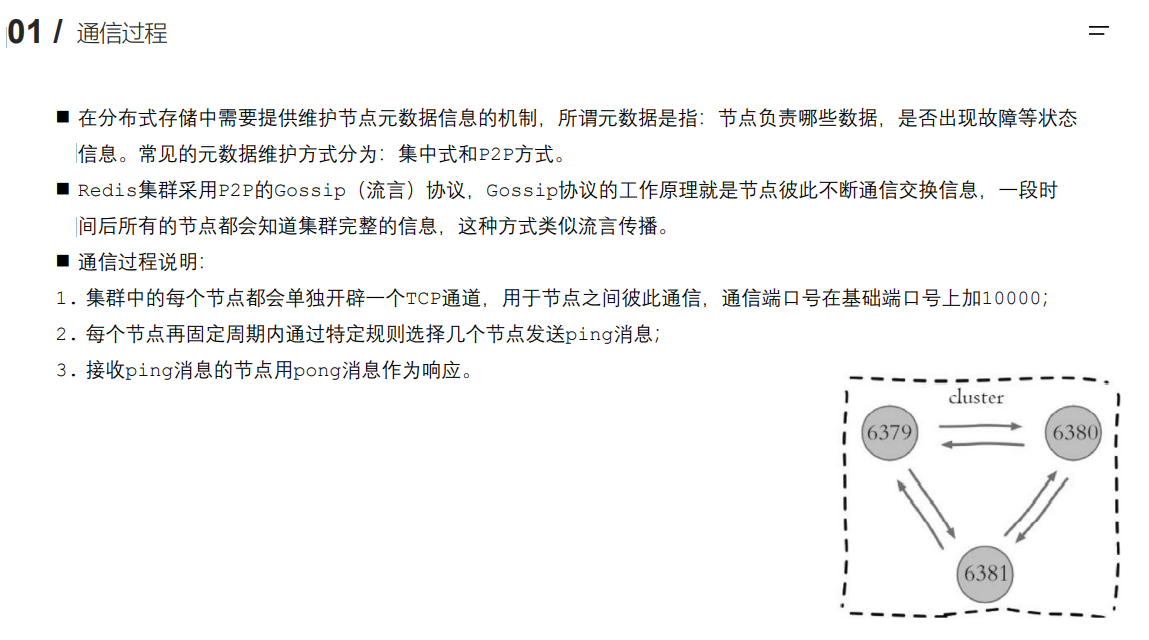 01 / 通信过程
■ 在分布式存储中需要提供维护节点元数据信息的机制，所谓元数据是指：节点负责哪些数据，是否出现故障等状态
信息。常见的元数据维护方式分为：集中式和P2P方式。
■ Redis集群采用P2P的Gossip（流言）协议，Gossip协议的工作原理就是节点彼此不断通信交换信息，一段时
间后所有的节点都会知道集群完整的信息，这种方式类似流言传播。
■ 通信过程说明：
1. 集群中的每个节点都会单独开辟一个TCP通道，用于节点之间彼此通信，通信端口号在基础端口号上加10000；
2. 每个节点再固定周期内通过特定规则选择几个节点发送ping消息；
3. 接收ping消息的节点用pong消息作为响应。
cluster
6379
6380
6381